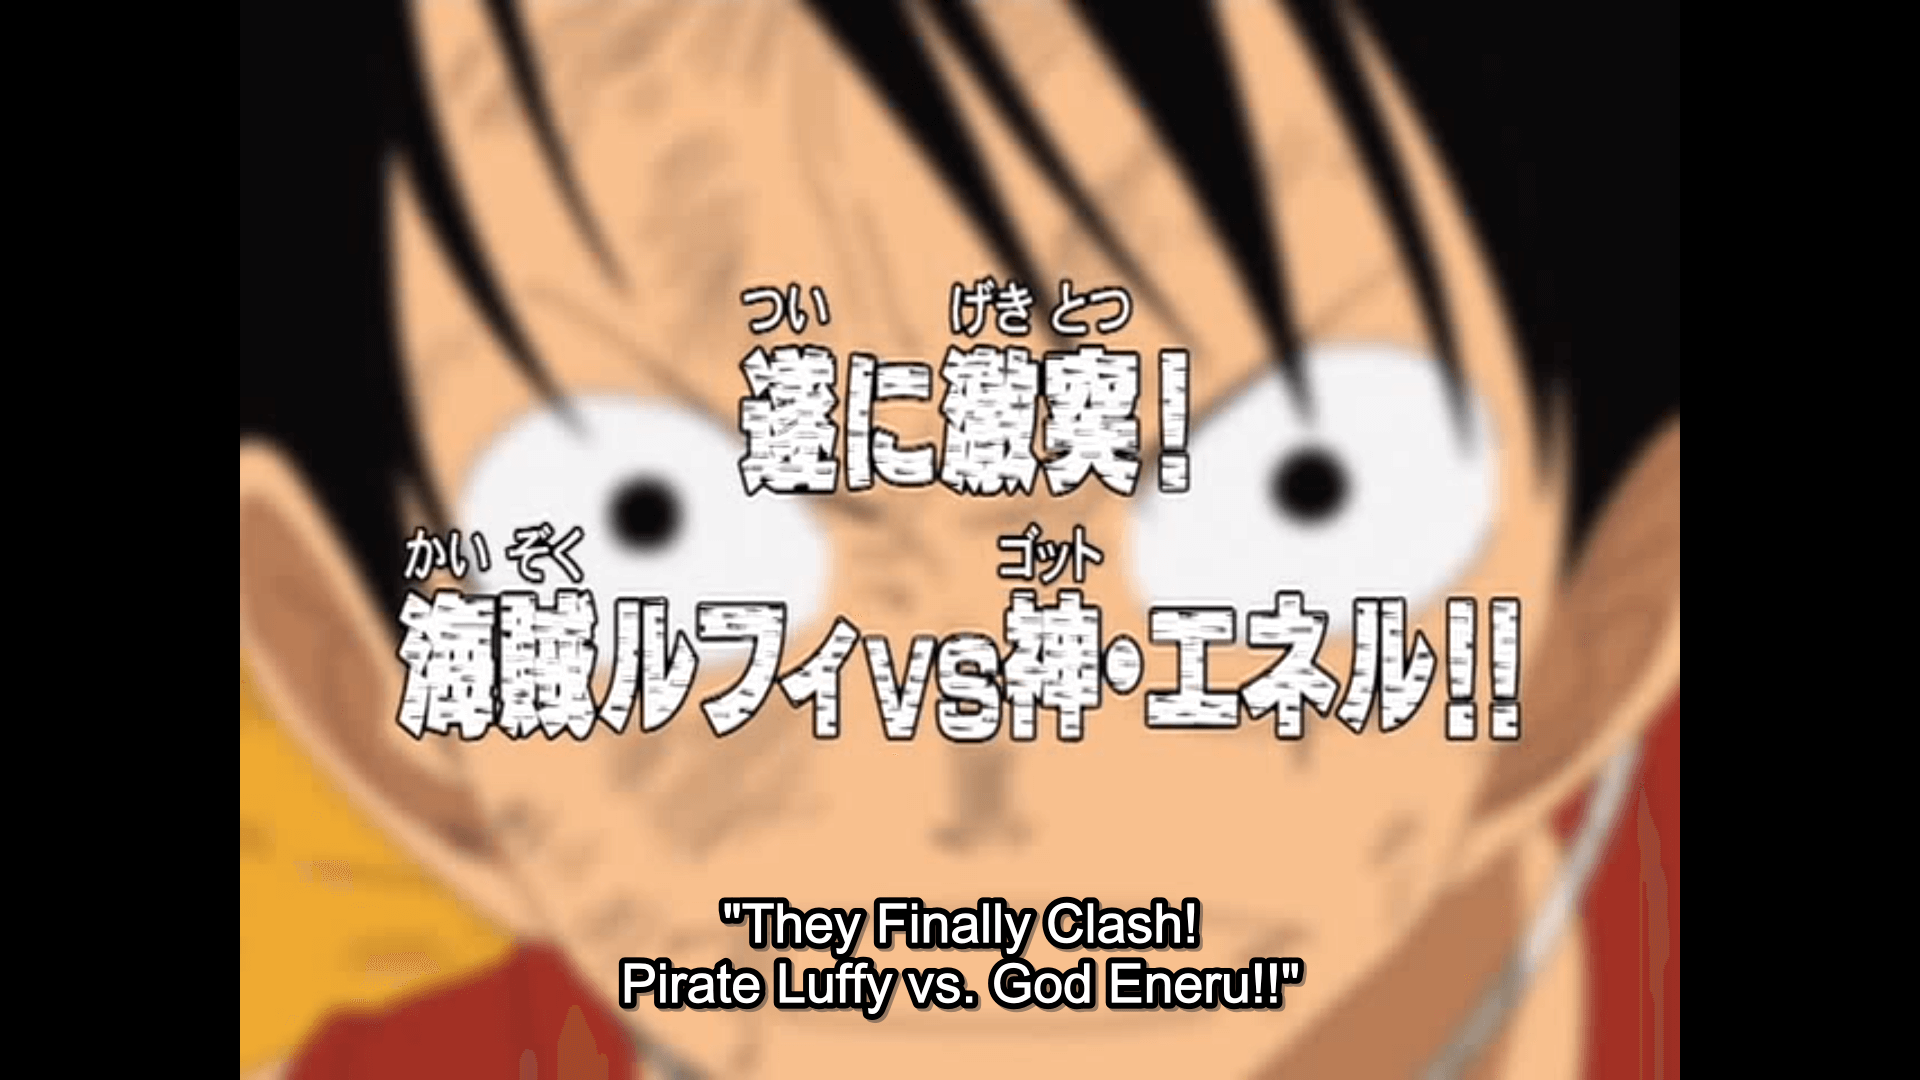 つい げきとつ
遂に激突!
かいぞく ゴット
海賊ルフィvs神・エネル!!
"They Finally Clash!
Pirate Luffy vs. God Eneru!!"